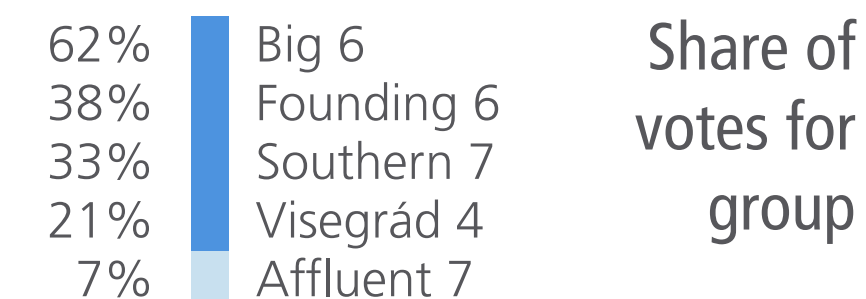 62% Big 6
38% Founding 6
33% Southern 7
21% Visegrád 4
7% Affluent 7
Share of
votes for
group